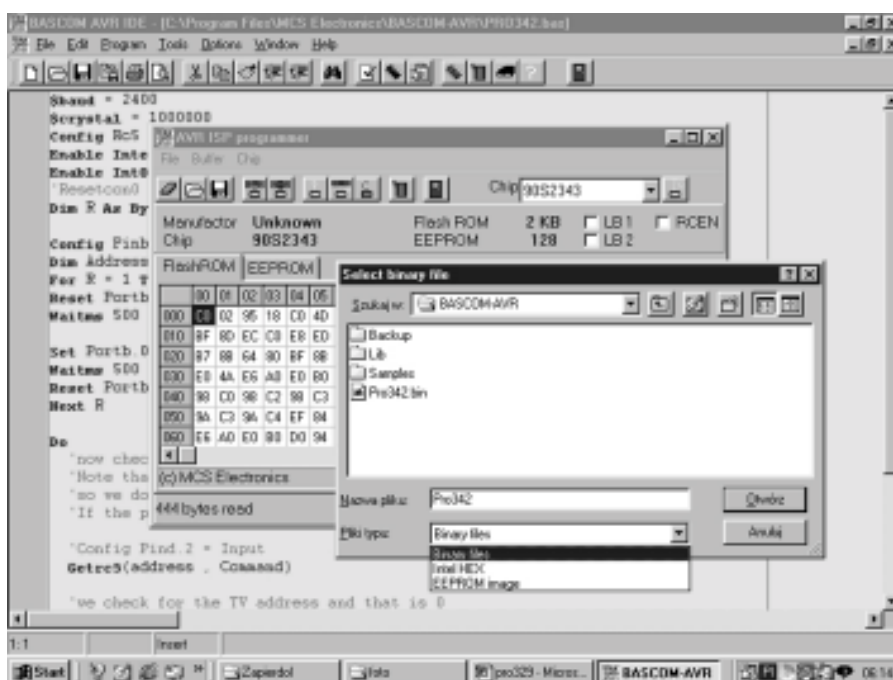 BASCOM AVR IDE - [C:\Program Files\MCS Electronics\BASCOM-AVR\PRO342.bas]
File Edit Program Tools Options Window Help
$baud = 2400
$crystal = 1000000
Config Rc5
Enable Inte
Enable Int0
Dim R As By
Config Pinb
Dim Address
For R = 1 T
Reset Portb
Waitms 500
Set Portb.0
Waitms 500
Reset Portb
Next R
Do
'now chec
'Note tha
'so we do
'If the p
'Config Pind.2 = Input
Getrc5(address , Command)
'we check for the TV address and that is 0
AVR ISP programmer
File Buffer Chip
Chip 90S2343
Manufactor Unknown Flash ROM 2 KB LB1 RCEN
Chip 90S2343 EEPROM 128 LB2
FlashROM EEPROM
00 01 02 03 04 05
000 02 95 18 C0 4D
010 BF 8D EC C0 E8 ED
020 B7 88 64 80 BF 88
030 E0 4A E6 A0 E0 B0
040 98 C0 98 C2 98 C3
050 9A C3 9A C4 EF 84
060 E6 A0 E0 B0 D0 94
(c) MCS Electronics
444 bytes read
Select binary file
Szukaj w: BASCOM-AVR
Backup
Lib
Samples
Pro342.bin
Nazwa pliku: Pro342 Otwórz
Pliki typu: Binary files Anuluj
Binary files
Intel HEX
EEPROM image
1:1 Insert
Start Zapierdol foto pro329 - Micros... BASCOM-AVR